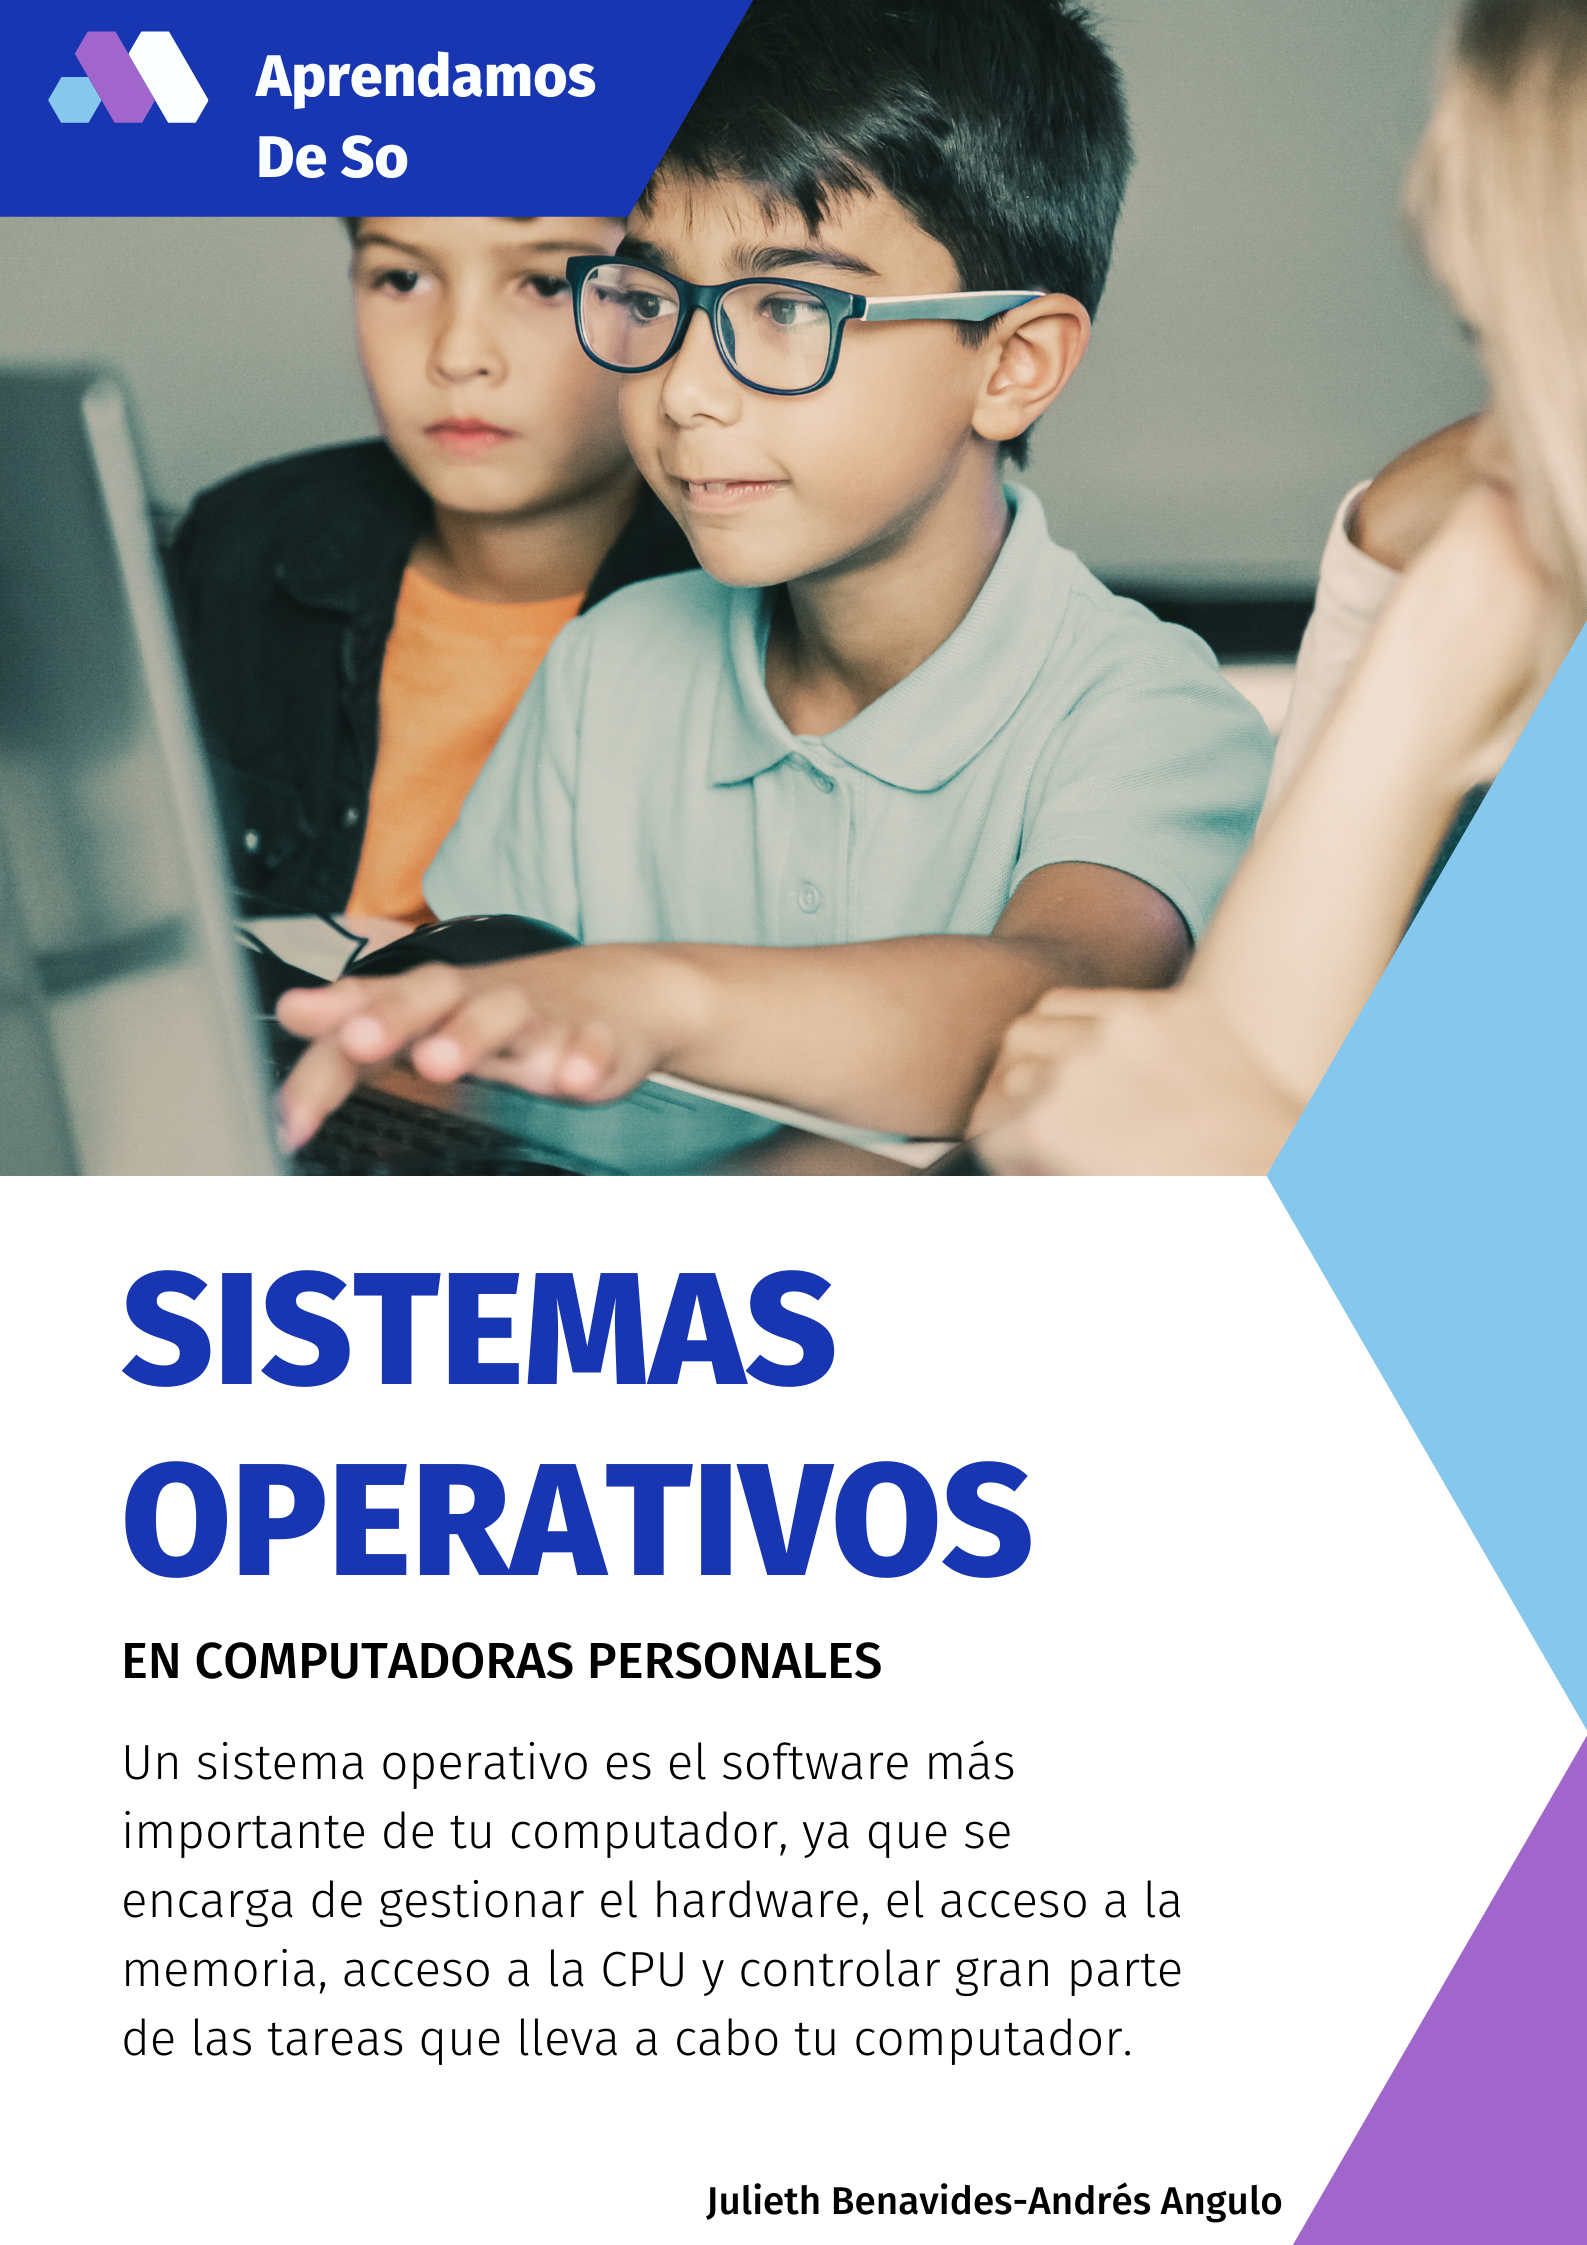 Aprendamos
De So
SISTEMAS
OPERATIVOS
EN COMPUTADORAS PERSONALES
Un sistema operativo es el software más
importante de tu computador, ya que se
encarga de gestionar el hardware, el acceso a la
memoria, acceso a la CPU y controlar gran parte
de las tareas que lleva a cabo tu computador.
Julieth Benavides-Andrés Angulo